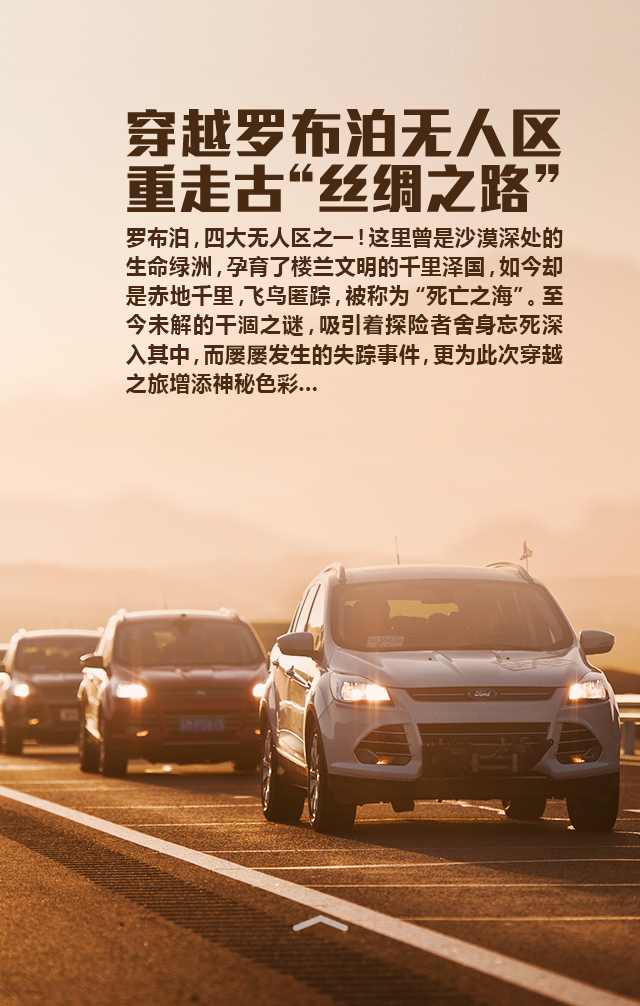 穿越罗布泊无人区
重走古“丝绸之路”
罗布泊，四大无人区之一！这里曾是沙漠深处的
生命绿洲，孕育了楼兰文明的千里泽国，如今却
是赤地千里，飞鸟匿踪，被称为“死亡之海”。至
今未解的干涸之谜，吸引着探险者舍身忘死深
入其中，而屡屡发生的失踪事件，更为此次穿越
之旅增添神秘色彩...
Ford